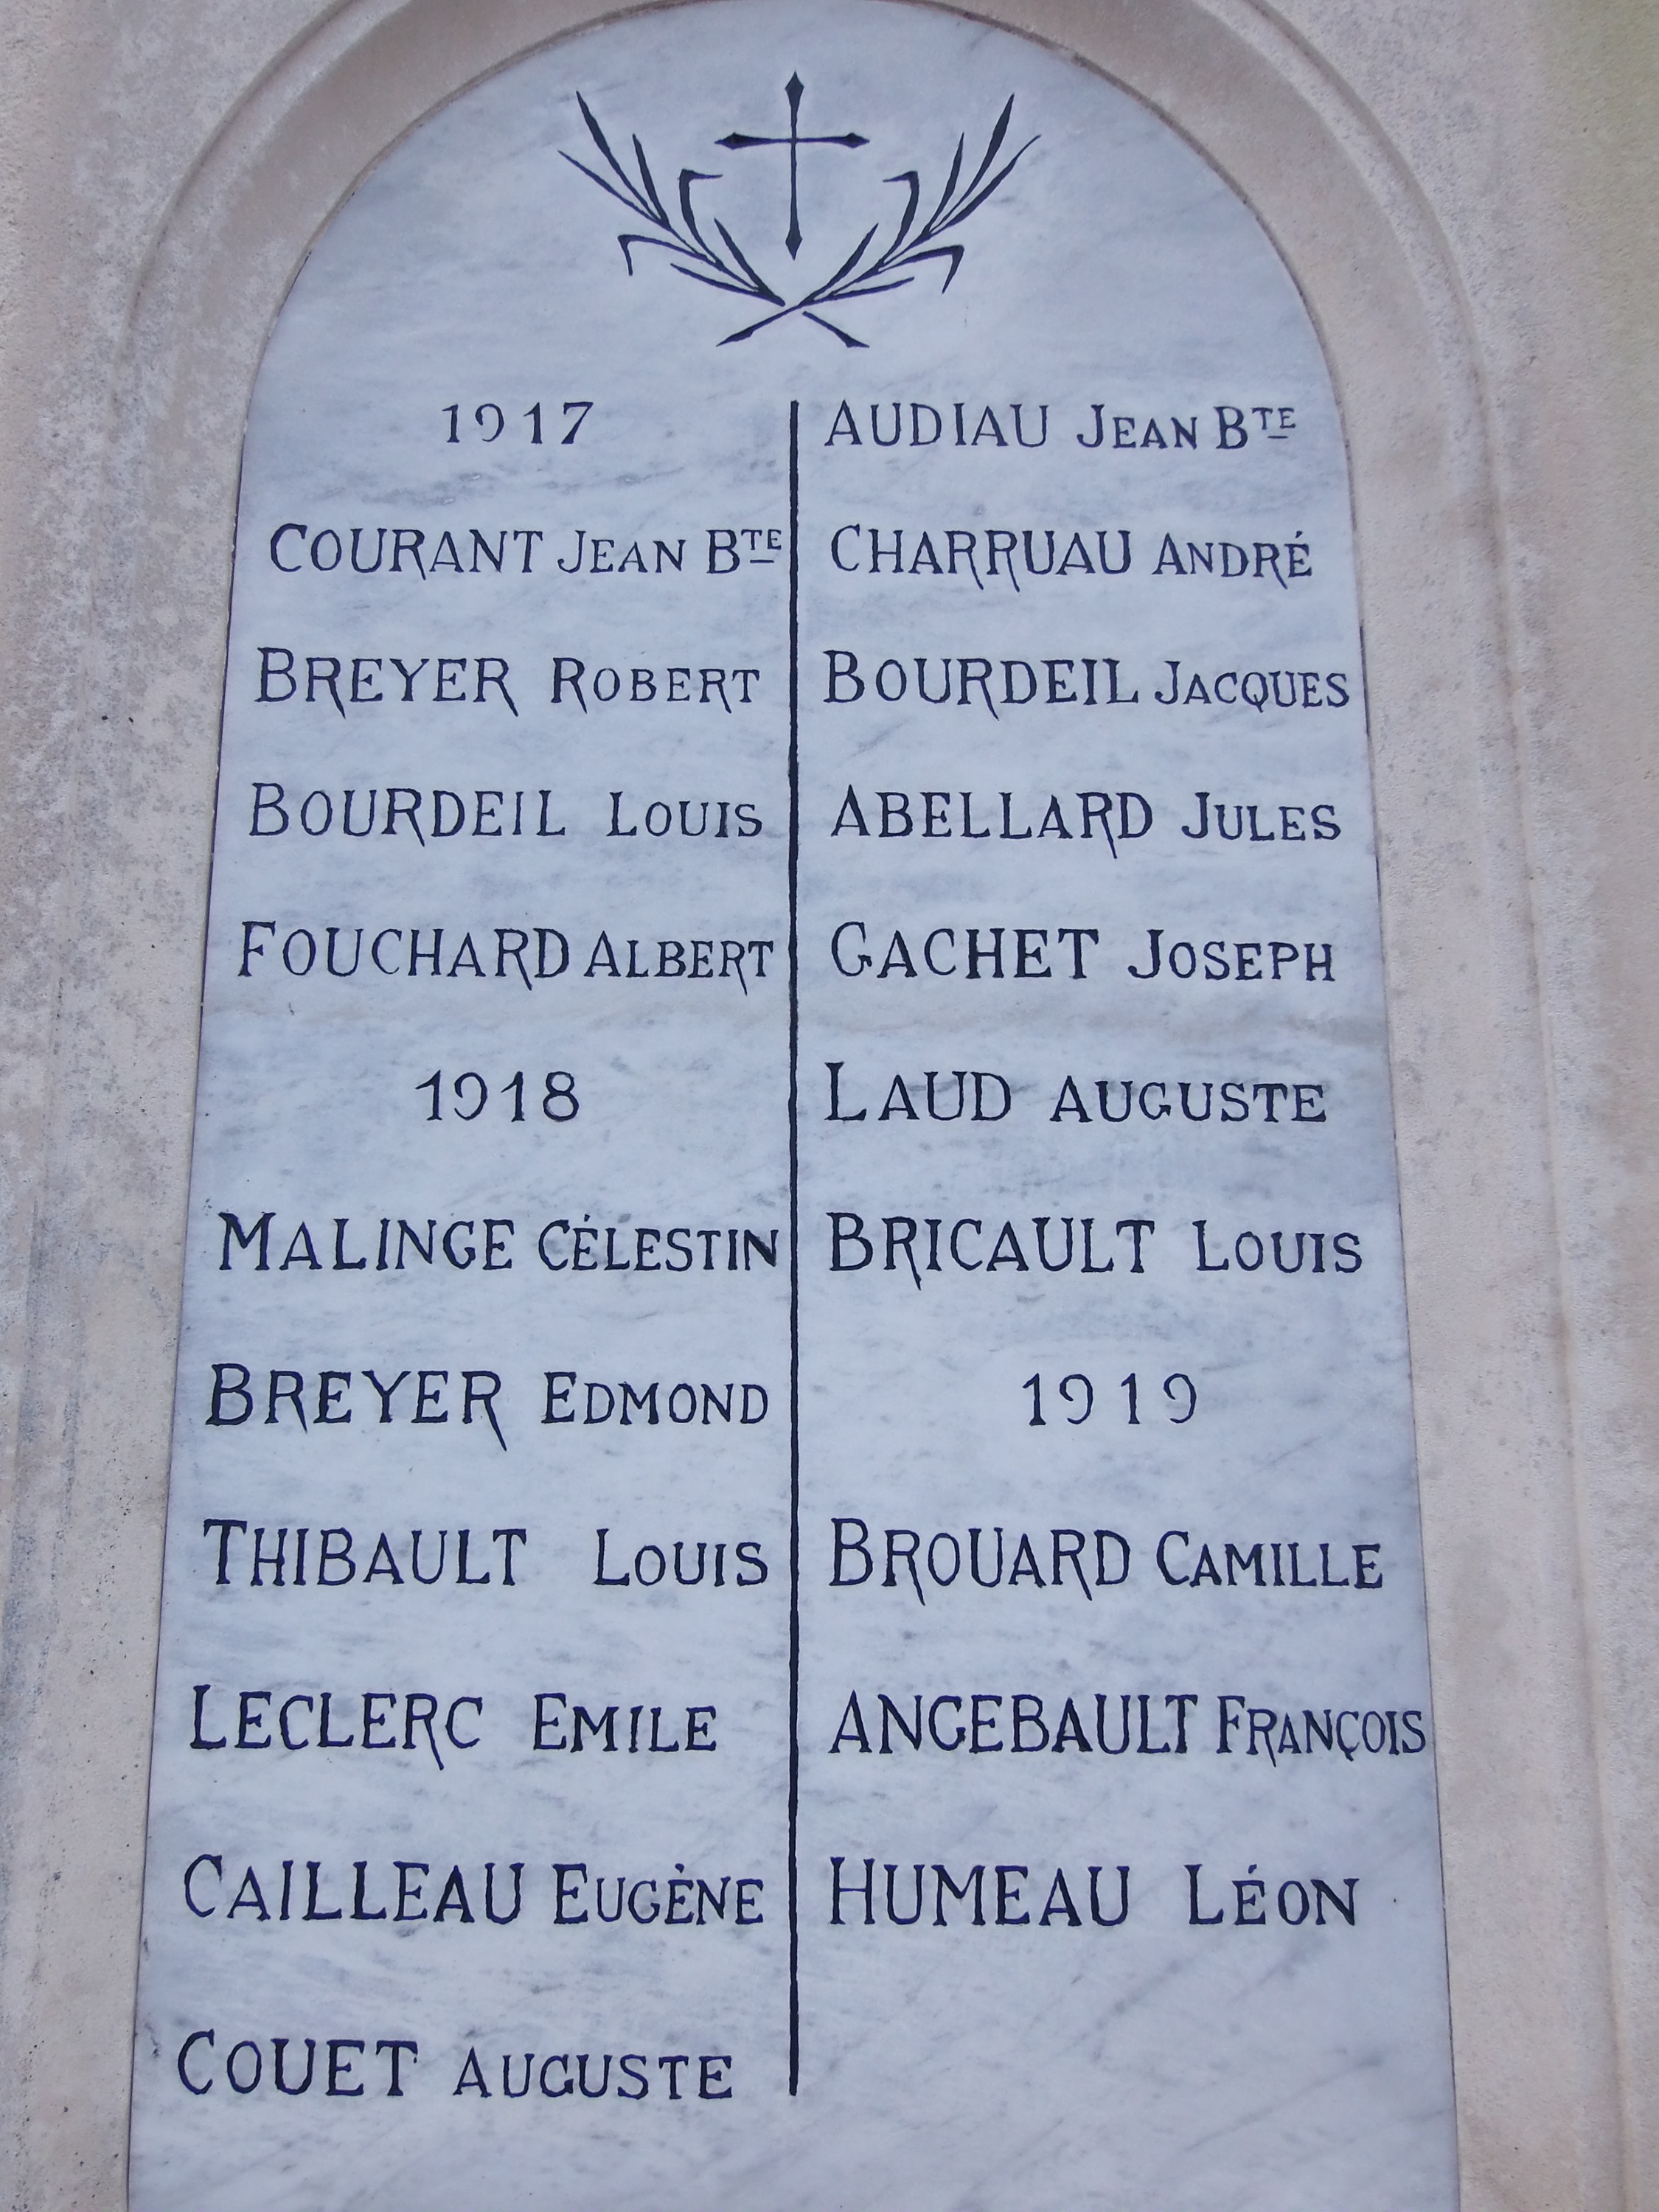 1917
COURANT JEAN BTE
BREYER ROBERT
BOURDEIL LOUIS
FOUCHARD ALBERT
1918
MALINGE CÉLESTIN
BREYER EDMOND
THIBAULT LOUIS
LECLERC EMILE
CAILLEAU EUGÈNE
COUET AUGUSTE
AUDIAU JEAN BTE
CHARRUAU ANDRÉ
BOURDEIL JACQUES
ABELLARD JULES
GACHET JOSEPH
LAUD AUGUSTE
BRICAULT LOUIS
1919
BROUARD CAMILLE
ANGEBAULT FRANÇOIS
HUMEAU LÉON